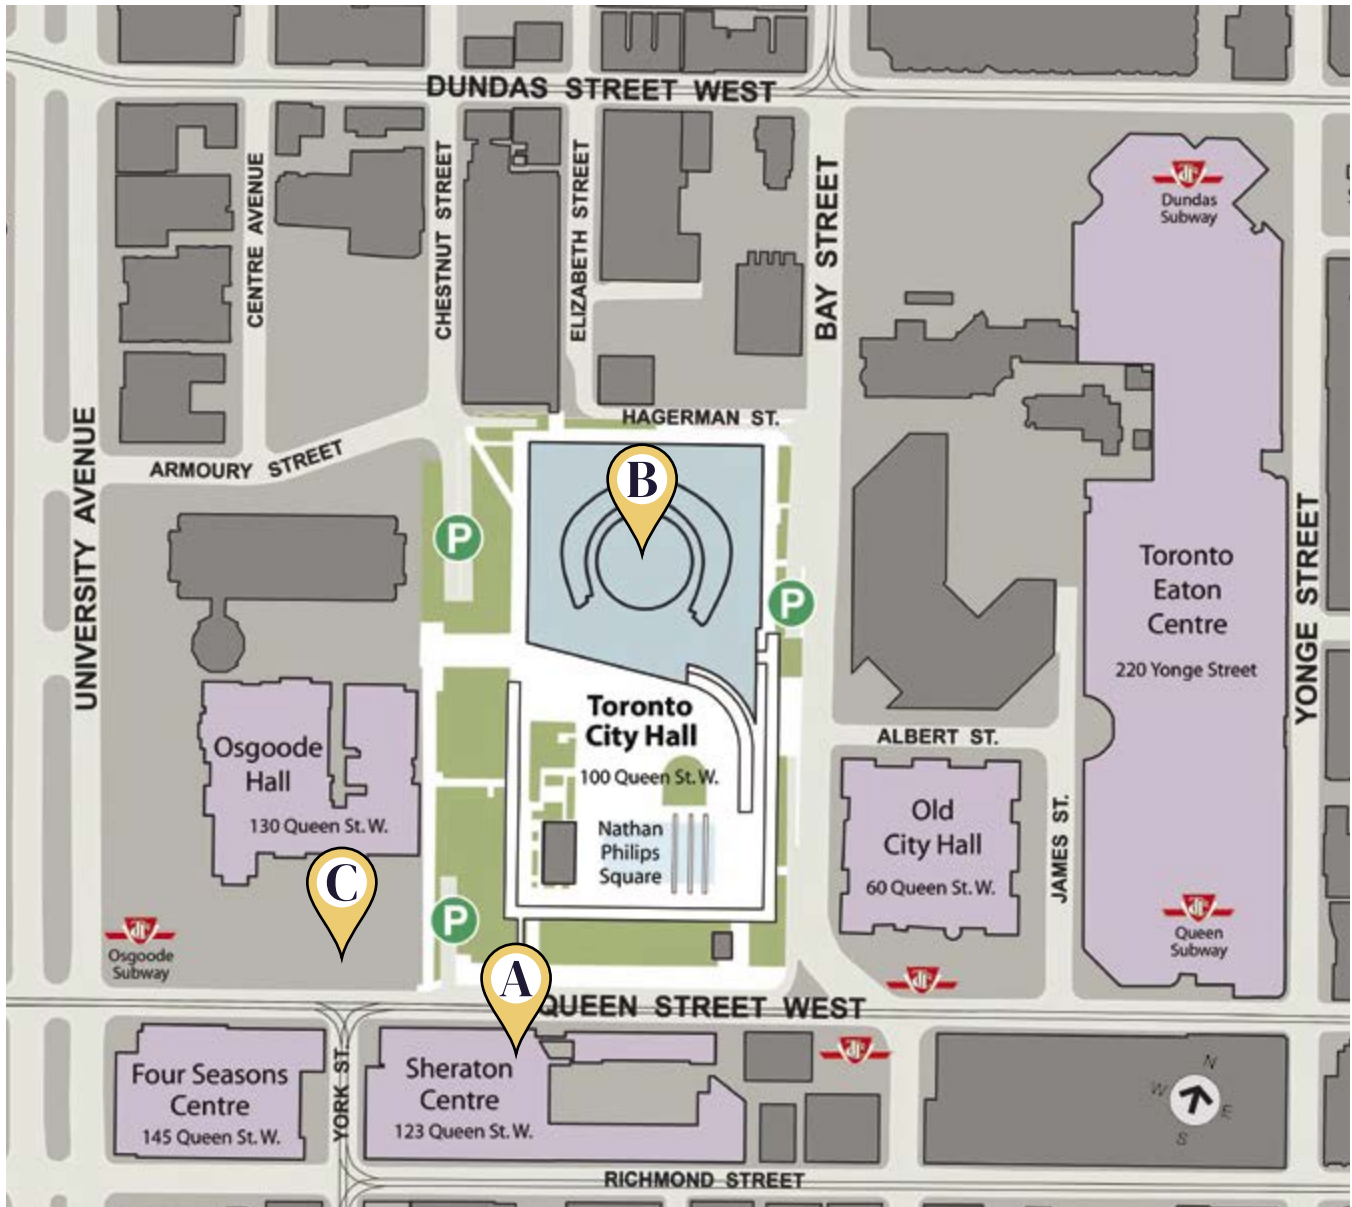 DUNDAS STREET WEST
CENTRE AVENUE
CHESTNUT STREET
ELIZABETH STREET
BAY STREET
Dundas
Subway
HAGERMAN ST.
UNIVERSITY AVENUE
ARMOURY STREET
B
P
P
Toronto
Eaton
Centre
220 Yonge Street
YONGE STREET
Toronto
City Hall
100 Queen St. W.
ALBERT ST.
Osgoode
Hall
130 Queen St. W.
Nathan
Philips
Square
Old
City Hall
60 Queen St. W.
JAMES ST.
C
P
Osgoode
Subway
Queen
Subway
A
QUEEN STREET WEST
Four Seasons
Centre
145 Queen St. W.
YORK ST.
Sheraton
Centre
123 Queen St. W.
N
W
E
S
RICHMOND STREET